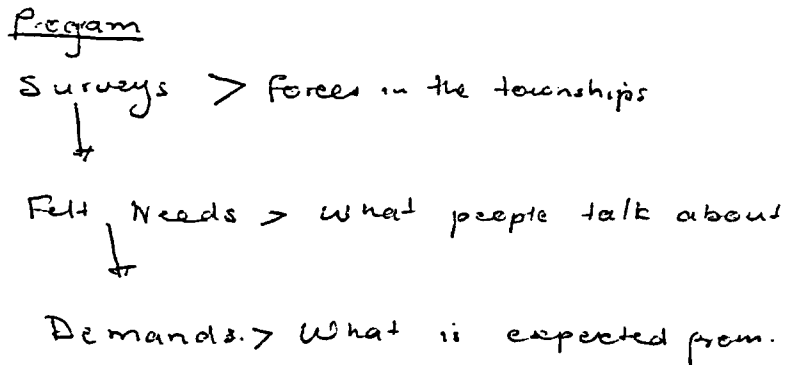 Program
Surveys > forces in the townships
Felt Needs > what people talk about
Demands. > What is expected from.